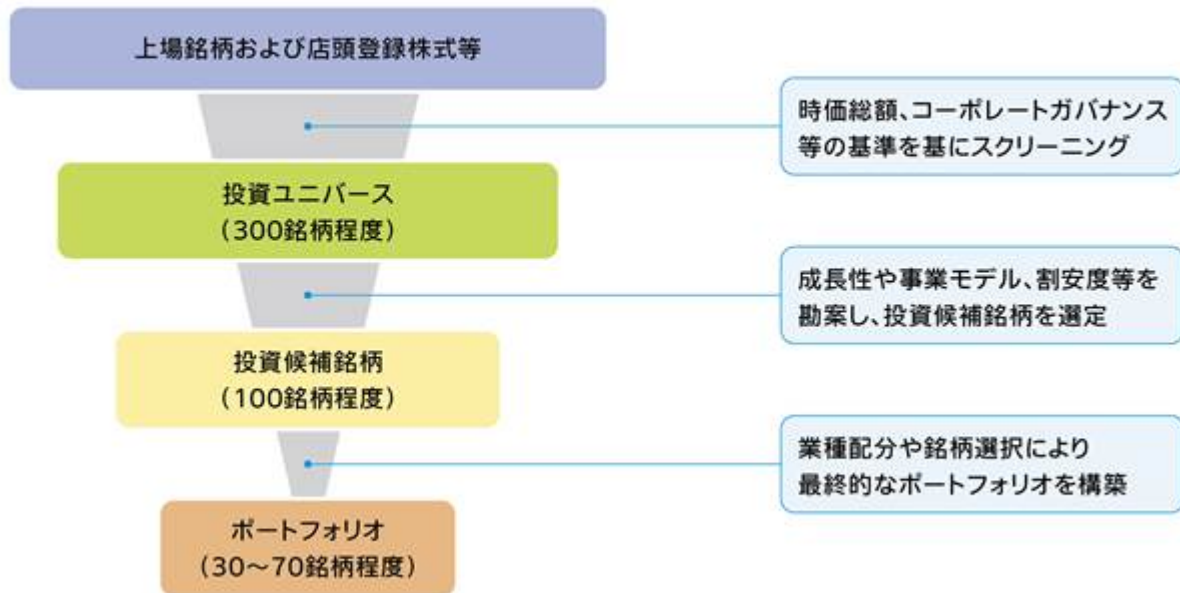 上場銘柄および店頭登録株式等
時価総額、コーポレートガバナンス
等の基準を基にスクリーニング
投資ユニバース
（300銘柄程度）
成長性や事業モデル、割安度等を
勘案し、投資候補銘柄を選定
投資候補銘柄
（100銘柄程度）
業種配分や銘柄選択により
最終的なポートフォリオを構築
ポートフォリオ
（30〜70銘柄程度）